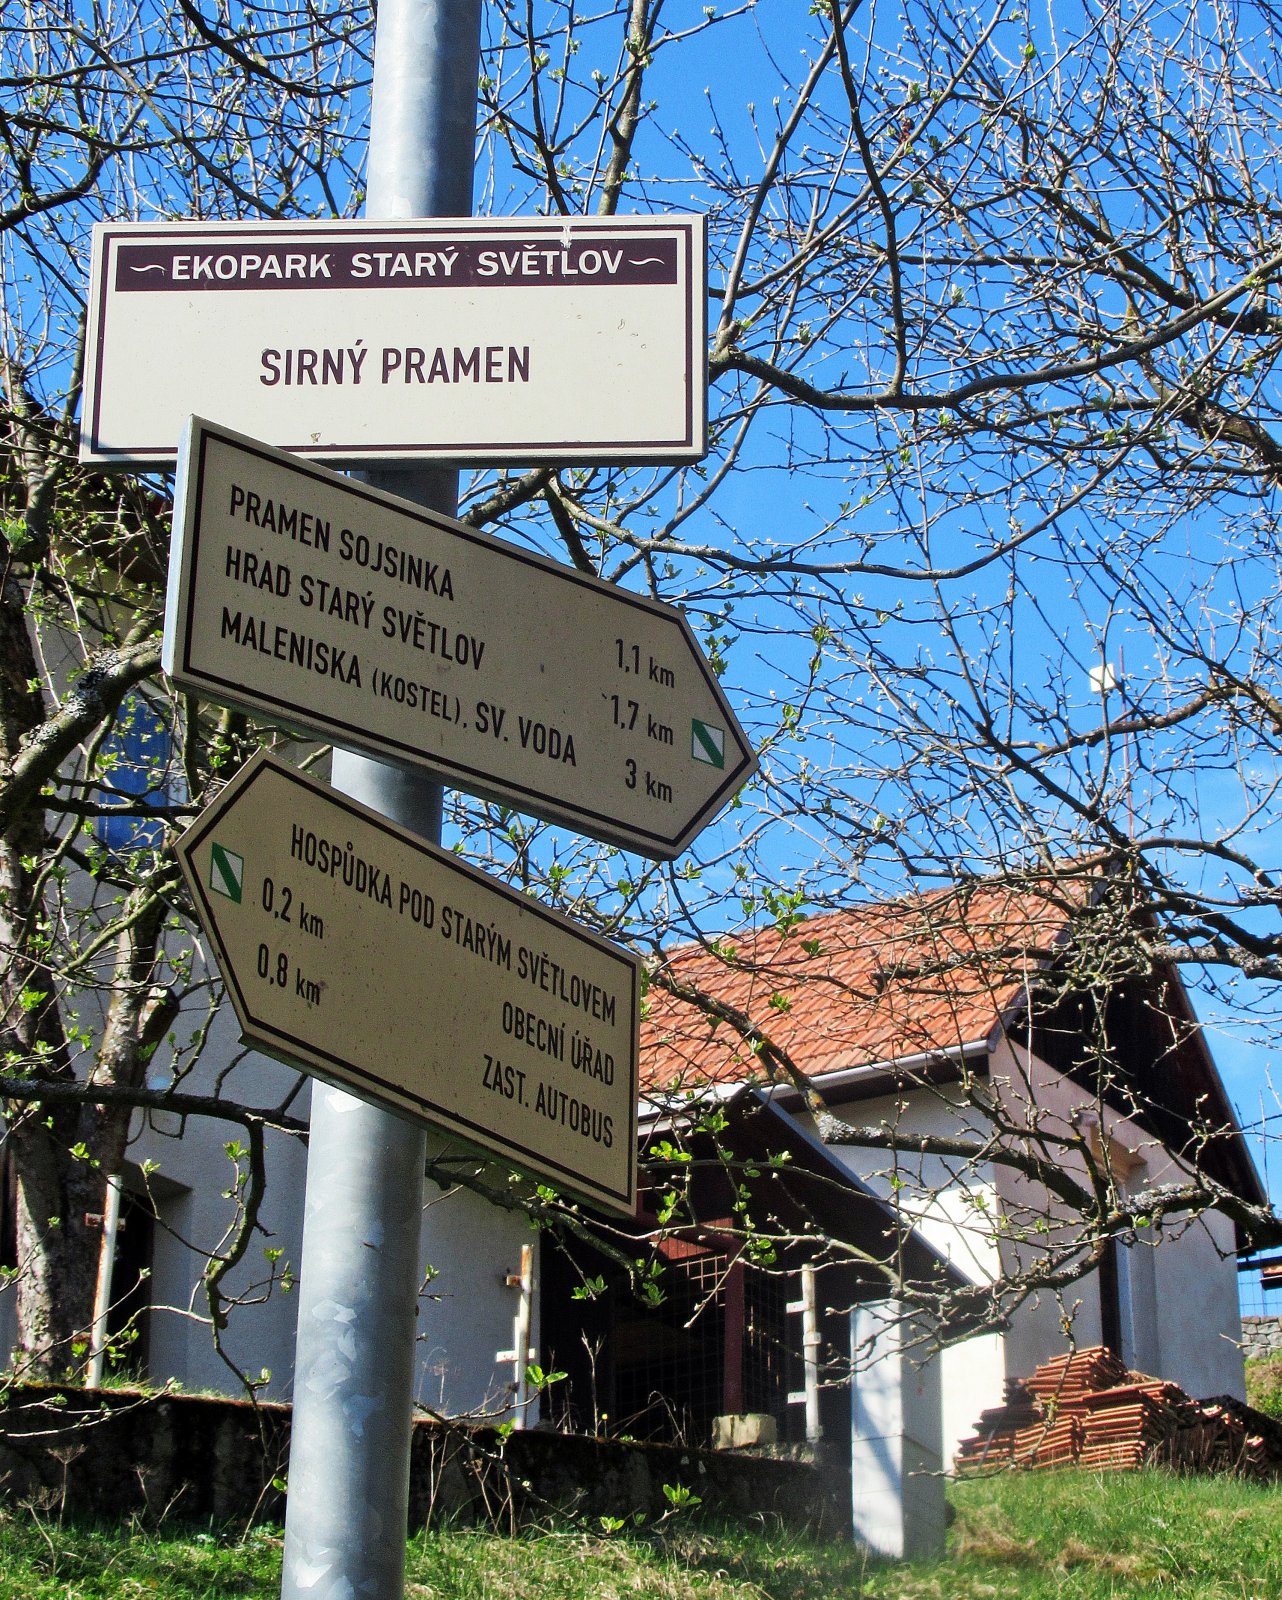 EKOPARK STARÝ SVĚTLOV
SIRNÝ PRAMEN
PRAMEN SOJSINKA 1,1 km
HRAD STARÝ SVĚTLOV 1,7 km
MALENISKA (KOSTEL), SV. VODA 3 km
HOSPŮDKA POD STARÝM SVĚTLOVEM
0,2 km OBECNÍ ÚŘAD
0,8 km ZAST. AUTOBUS